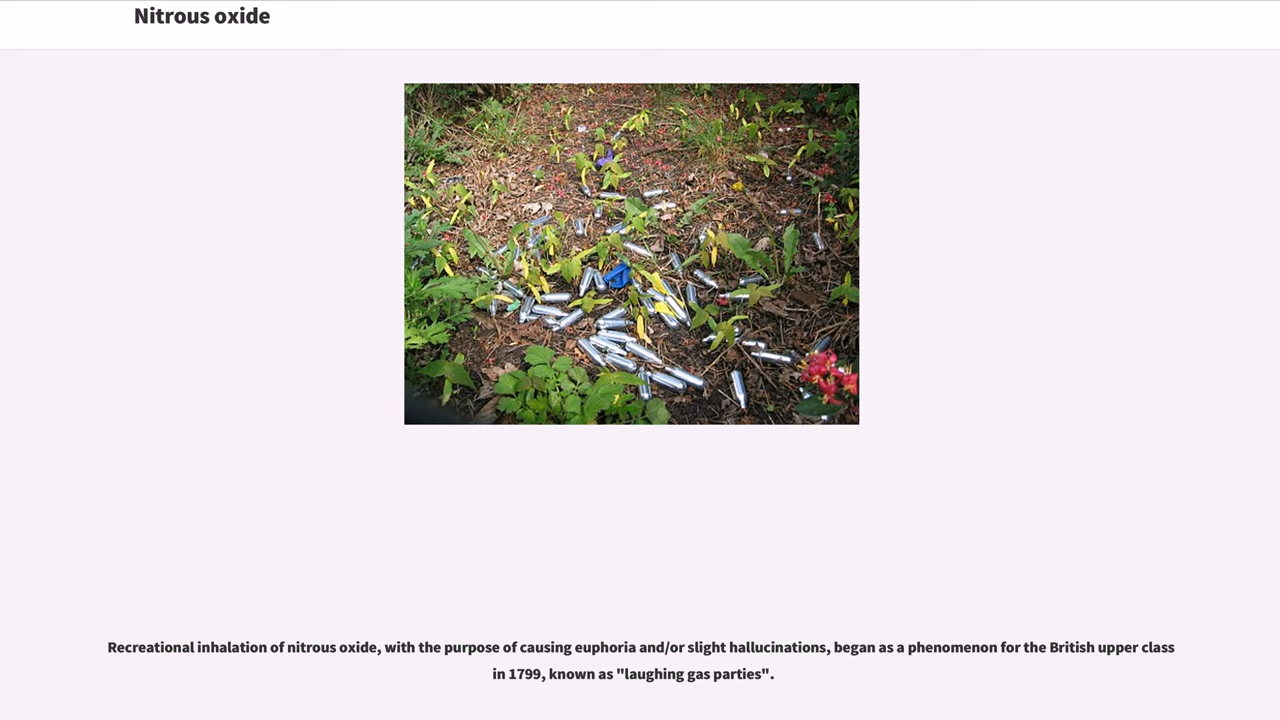 Nitrous oxide
Recreational inhalation of nitrous oxide, with the purpose of causing euphoria and/or slight hallucinations, began as a phenomenon for the British upper class
in 1799, known as "laughing gas parties".